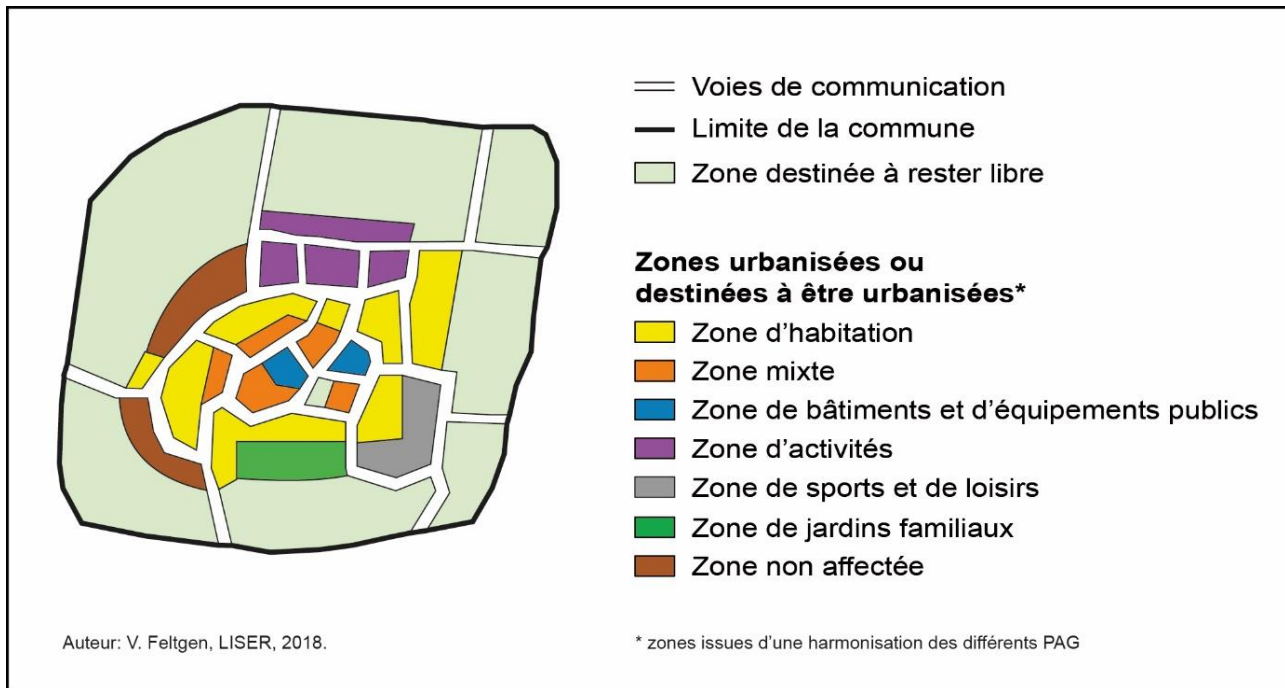 Voies de communication
Limite de la commune
Zone destinée à rester libre
Zones urbanisées ou
destinées à être urbanisées*
Zone d'habitation
Zone mixte
Zone de bâtiments et d'équipements publics
Zone d'activités
Zone de sports et de loisirs
Zone de jardins familiaux
Zone non affectée
Auteur: V. Feltgen, LISER, 2018.
* zones issues d'une harmonisation des différents PAG